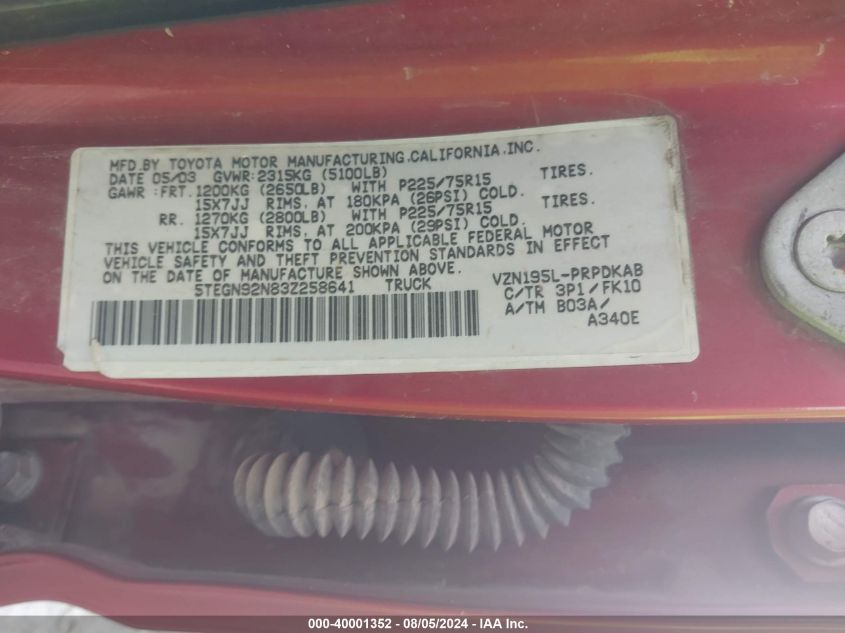 MFD.BY TOYOTA MOTOR MANUFACTURING,CALIFORNIA,INC.
DATE 05/03 GVWR:2315KG (5100LB)
GAWR:FRT.1200KG (2650LB) WITH P225/75R15 TIRES.
15X7JJ RIMS, AT 180KPA (26PSI) COLD.
RR. 1270KG (2800LB) WITH P225/75R15 TIRES.
15X7JJ RIMS, AT 200KPA (29PSI) COLD.
THIS VEHICLE CONFORMS TO ALL APPLICABLE FEDERAL MOTOR
VEHICLE SAFETY AND THEFT PREVENTION STANDARDS IN EFFECT
ON THE DATE OF MANUFACTURE SHOWN ABOVE.
5TEGN92N83Z258641 TRUCK
VZN195L-PRPDKAB
C/TR 3P1/FK10
A/TM B03A/
A340E
000-40001352 - 08/05/2024 - IAA Inc.